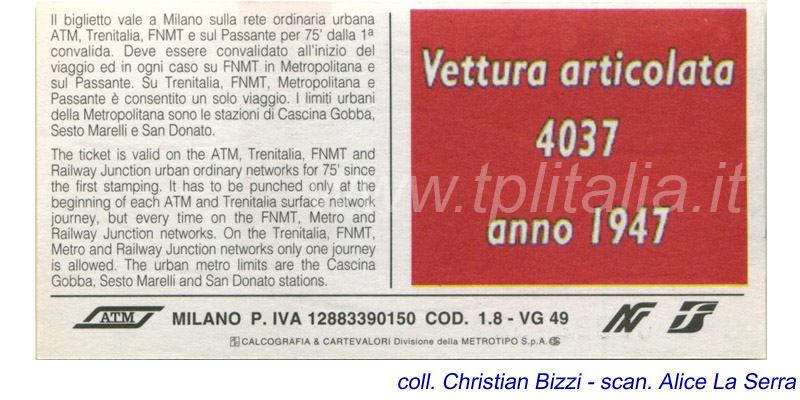 Il biglietto vale a Milano sulla rete ordinaria urbana
ATM, Trenitalia, FNMT e sul Passante per 75' dalla 1ª
convalida. Deve essere convalidato all'inizio del
viaggio ed in ogni caso su FNMT in Metropolitana e
sul Passante. Su Trenitalia, FNMT, Metropolitana e
Passante è consentito un solo viaggio. I limiti urbani
della Metropolitana sono le stazioni di Cascina Gobba,
Sesto Marelli e San Donato.
The ticket is valid on the ATM, Trenitalia, FNMT and
Railway Junction urban ordinary networks for 75' since
the first stamping. It has to be punched only at the
beginning of each ATM and Trenitalia surface network
journey, but every time on the FNMT, Metro and
Railway Junction networks. On the Trenitalia, FNMT,
Metro and Railway Junction networks only one journey
is allowed. The urban metro limits are the Cascina
Gobba, Sesto Marelli and San Donato stations.
Vettura articolata
4037
anno 1947
www.tplitalia.it
ATM MILANO P. IVA 12883390150 COD. 1.8 - VG 49
CALCOGRAFIA & CARTEVALORI Divisione della METROTIPO S.p.A.
coll. Christian Bizzi - scan. Alice La Serra